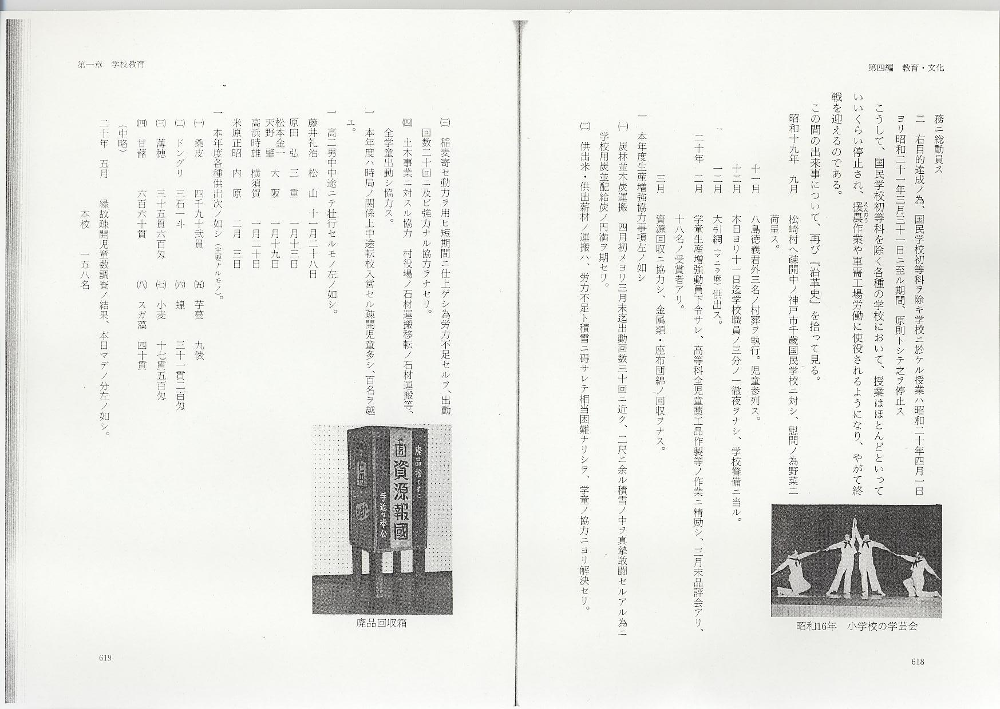 第四編　教育・文化
務ニ総動員ス
二　右目的達成ノ為、国民学校初等科ヲ除キ学校ニ於ケル授業ハ昭和二十年四月一日
ヨリ昭和二十一年三月三十一日ニ至ル期間、原則トシテ之ヲ停止ス
こうして、国民学校初等科を除く各種の学校において、授業はほとんどといって
いいくらい停止され、援農作業や軍需工場労働に使役されるようになり、やがて終
えんのう
戦を迎えるのである。
この間の出来事について、再び『沿革史』を拾って見る。
昭和十九年　九月　松崎村ヘ疎開中ノ神戸市千歳国民学校ニ対シ、慰問ノ為野菜二
荷呈ス。
十一月　八島徳義君外三名ノ村葬ヲ執行。児童参列ス。
十二月　本日ヨリ十一日迄学校職員ノ三分ノ一徹夜ヲナシ、学校警備ニ当ル。
一二月　大引網（マニラ麻）供出ス。
二十年　二月　学童生産増強動員下令サレ、高等科全児童藁工品作製等ノ作業ニ精励シ、三月末品評会アリ、
十八名ノ受賞者アリ。
三月　資源回収ニ協力シ、金属類・座布団綿ノ回収ヲナス。
一　本年度生産増強協力事項左ノ如シ
㈠　炭林並木炭運搬　四月初メヨリ三月末迄出動回数三十回ニ近ク、二尺ニ余ル積雪ノ中ヲ真摯敢闘セルアル為ニ
学校用炭並配給炭ノ円満ヲ期セリ。
㈡　供出米・供出薪材ノ運搬ハ、労力不足ト積雪ニ碍サレテ相当困難ナリシヲ、学童ノ協力ニヨリ解決セリ。
昭和16年　小学校の学芸会
618
第一章　学校教育
㈢　稲麦寄セ動力ヲ用ヒ短期間ニ仕上ゲシ為労力不足セルヲ、出動
回数二十回ニ及ビ強力ナル協力ヲナセリ。
㈣　土木事業ニ対スル協力　村役場ノ石材運搬移転ノ石材運搬等、
全学童出動シ協力ス。
一　本年度ハ時局ノ関係上中途転校入営セル疎開児童多シ、百名ヲ越
ユ。
一　高二男中中途ニテ壮行セルモノ左ノ如シ。
藤井礼治　松　山　十一月二十八日
原田　弘　三　重　一月十三日
松本金一
天野　肇　大　阪　一月十九日
高浜時雄　横須賀　一月二十日
米原正昭　内　原　二月　三日
一　本年度各種供出次ノ如シ（主要ナルモノ）。
㈠　桑皮　四千九十弐貫　㈤　芋蔓　九俵
㈡　ドングリ　三石一斗　㈥　蝗　三十一貫二百匁
㈢　薄穂　三十五貫六百匁　㈦　小麦　十七貫五百匁
㈣　甘藷　六百六十貫　㈧　スガ藻　四十貫
（中略）
二十年　五月　縁故疎開児童数調査ノ結果、本日マデノ分左ノ如シ。
本校　一五八名
廃品捨てずに
資源報國
手近な奉公
仁丹
廃品回収箱
619